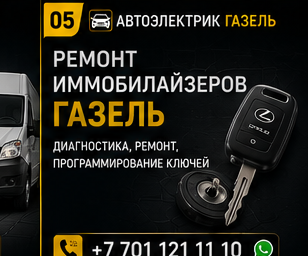 05 АВТОЭЛЕКТРИК ГАЗЕЛЬ
РЕМОНТ
ИММОБИЛАЙЗЕРОВ
ГАЗЕЛЬ
ДИАГНОСТИКА, РЕМОНТ,
ПРОГРАММИРОВАНИЕ КЛЮЧЕЙ
+7 701 121 11 10